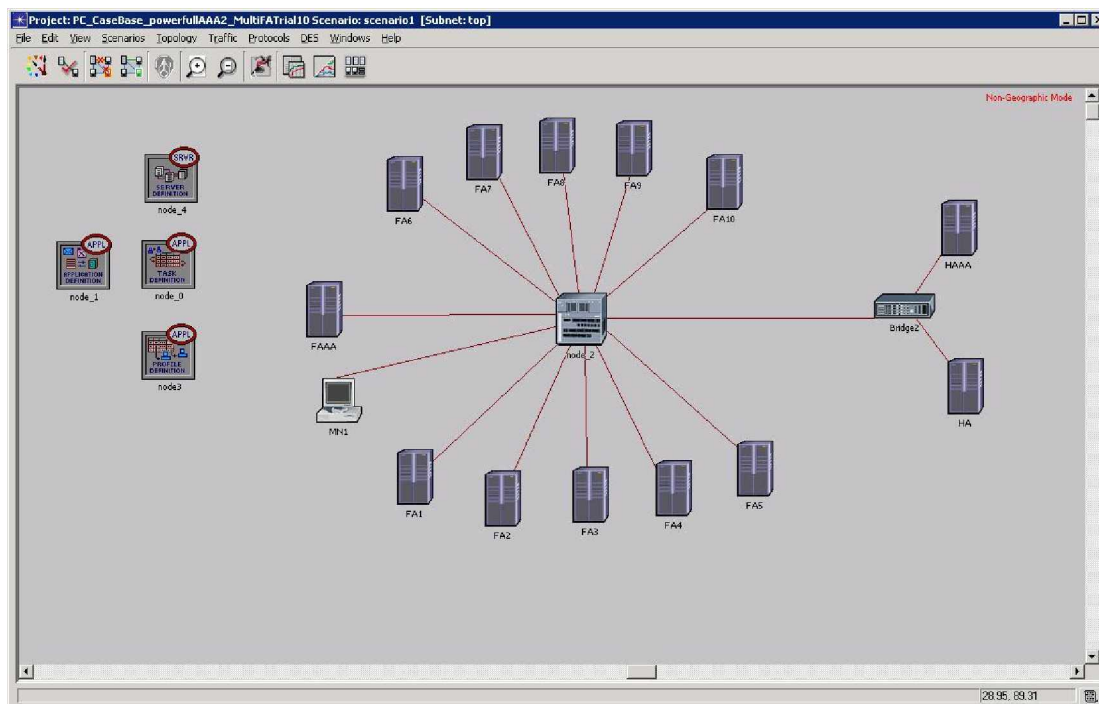 Project: PC_CaseBase_powerfullAAA2_MultiFATrial10 Scenario: scenario1 [Subnet: top]
File Edit View Scenarios Topology Traffic Protocols DES Windows Help
Non-Geographic Mode
SRVR
SERVER
DEFINITION
node_4
APPL
APPLICATION
DEFINITION
node_1
APPL
TASK
DEFINITION
node_0
APPL
PROFILE
DEFINITION
node3
FA6
FA7
FA8
FA9
FA10
HAAA
FAAA
node_2
Bridge2
MN1
HA
FA1
FA2
FA3
FA4
FA5
28.95, 89.31